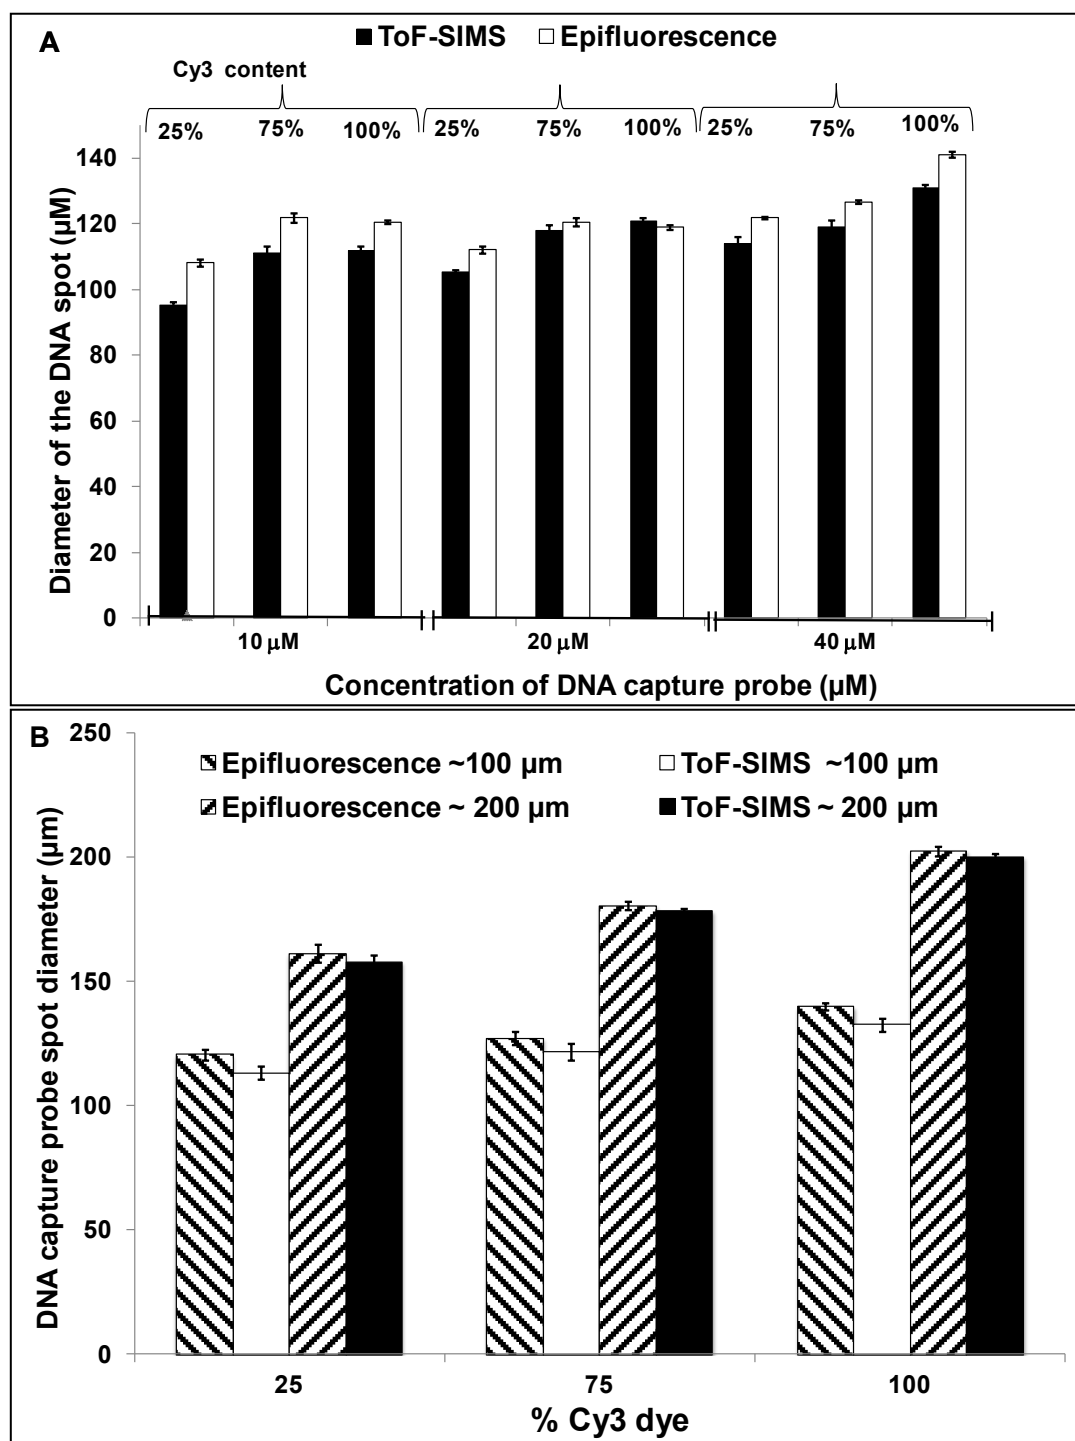 A
■ ToF-SIMS □ Epifluorescence
Cy3 content
25% 75% 100% 25% 75% 100% 25% 75% 100%
140
120
100
80
60
40
20
0
Diameter of the DNA spot (µM)
10 µM 20 µM 40 µM
Concentration of DNA capture probe (µM)
B
Epifluorescence ~100 µm ToF-SIMS ~100 µm
Epifluorescence ~ 200 µm ToF-SIMS ~ 200 µm
250
200
150
100
50
0
DNA capture probe spot diameter (µm)
25 75 100
% Cy3 dye